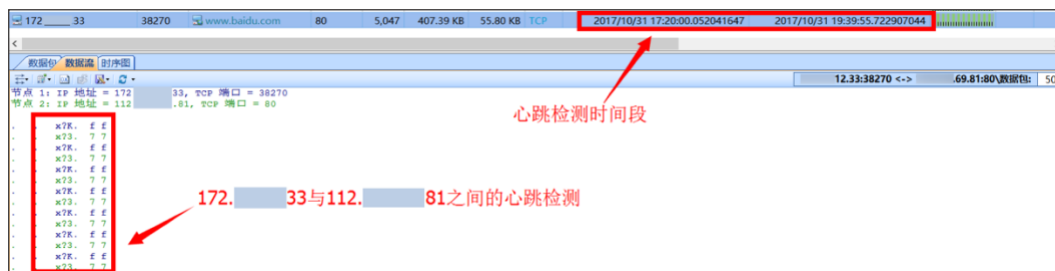 172 33 38270 www.baidu.com 80 5,047 407.39 KB 55.80 KB TCP 2017/10/31 17:20:00.052041647 2017/10/31 19:39:55.722907044
数据包 数据流 时序图
12.33:38270 <-> .69.81:80\数据包: 50
节点 1: IP 地址 = 172 33, TCP 端口 = 38270
节点 2: IP 地址 = 112 .81, TCP 端口 = 80
心跳检测时间段
. . x?K. f f
. . x?3. 7 7
. . x?K. f f
. . x?3. 7 7
. . x?K. f f
. . x?3. 7 7
. . x?K. f f
. . x?3. 7 7
. . x?K. f f
. . x?3. 7 7
. . x?K. f f
. . x?3. 7 7
. . x?K. f f
. . x?3. 7 7
172. 33与112. 81之间的心跳检测